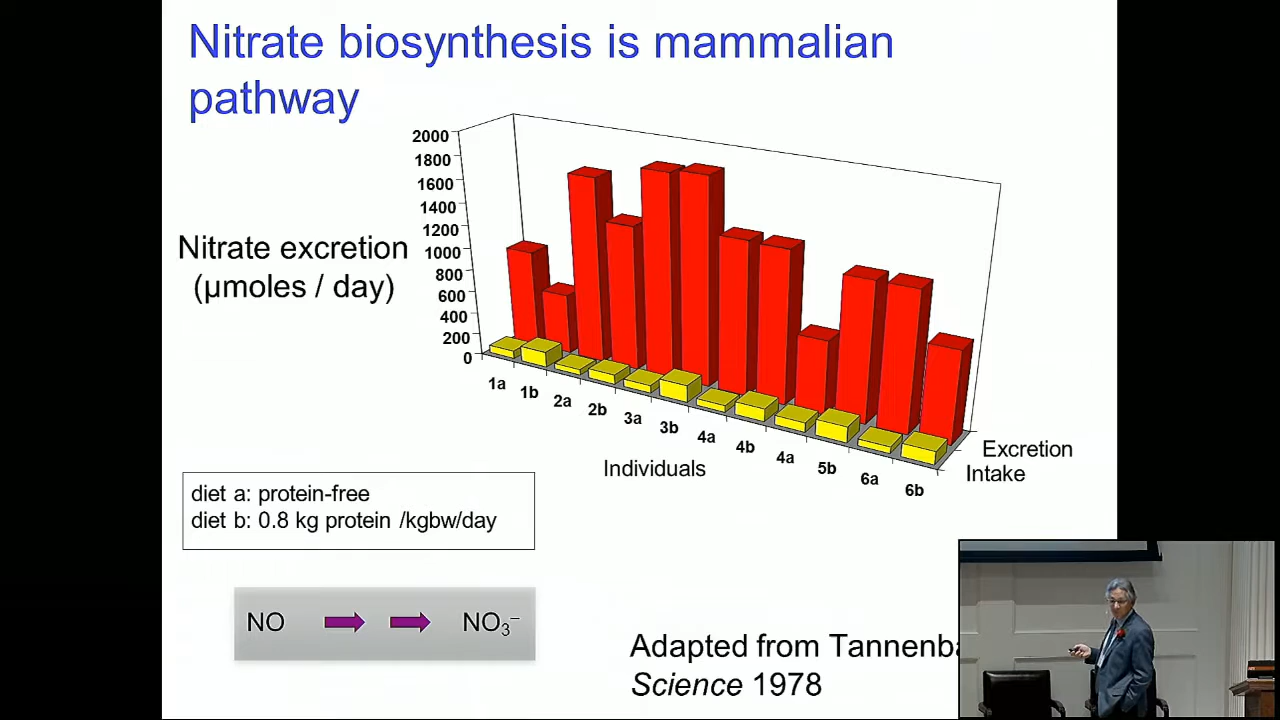 Nitrate biosynthesis is mammalian
pathway
2000
1800
1600
1400
1200
1000
800
600
400
200
0
Nitrate excretion
(μmoles / day)
1a
1b
2a
2b
3a
3b
4a
4b
4a
5b
6a
6b
Individuals
Excretion
Intake
diet a: protein-free
diet b: 0.8 kg protein /kgbw/day
NO NO₃⁻
Adapted from
Science 1978